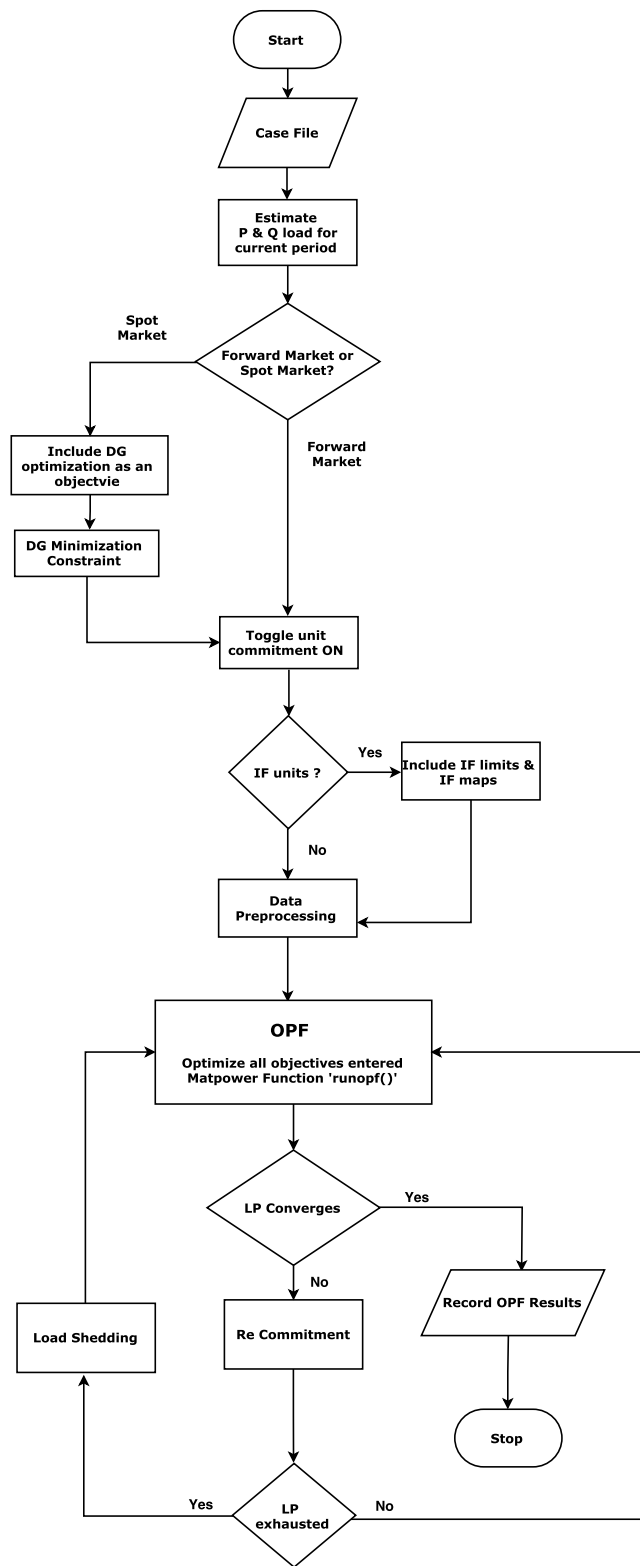 Start
Case File
Estimate
P & Q load for
current period
Spot
Market
Forward Market or
Spot Market?
Forward
Market
Include DG
optimization as an
objectvie
DG Minimization
Constraint
Toggle unit
commitment ON
IF units ?
Yes
Include IF limits &
IF maps
No
Data
Preprocessing
OPF
Optimize all objectives entered
Matpower Function 'runopf()'
LP Converges
Yes
No
Record OPF Results
Load Shedding
Re Commitment
Stop
Yes
LP
exhausted
No